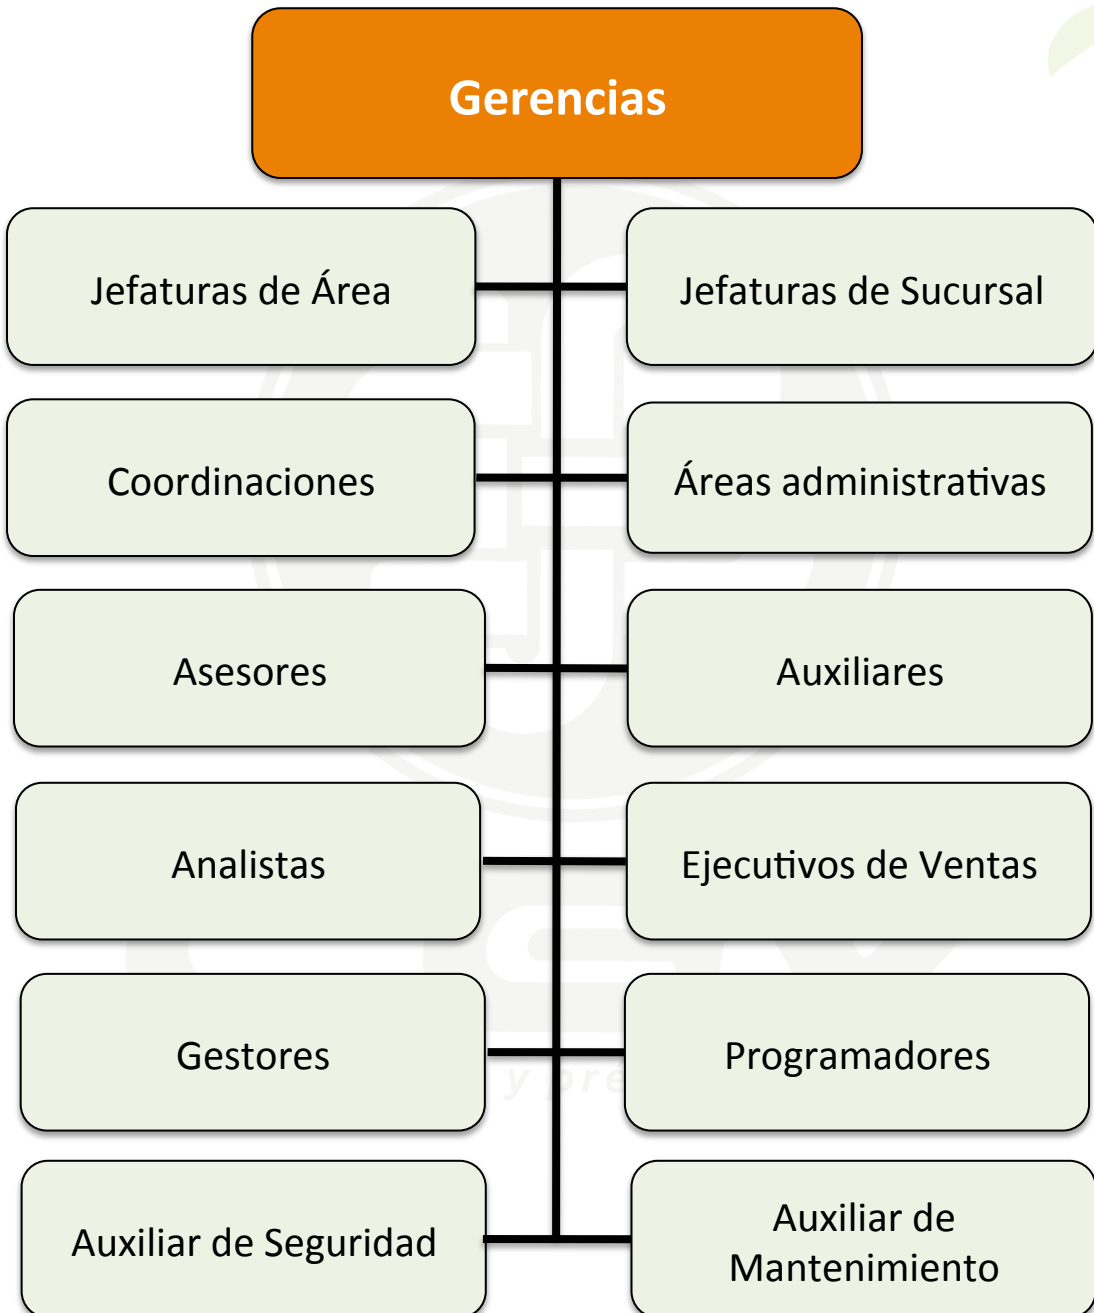 Gerencias
Jefaturas de Área
Jefaturas de Sucursal
Coordinaciones
Áreas administrativas
Asesores
Auxiliares
Analistas
Ejecutivos de Ventas
Gestores
Programadores
y
Auxiliar de Seguridad
Auxiliar de
Mantenimiento